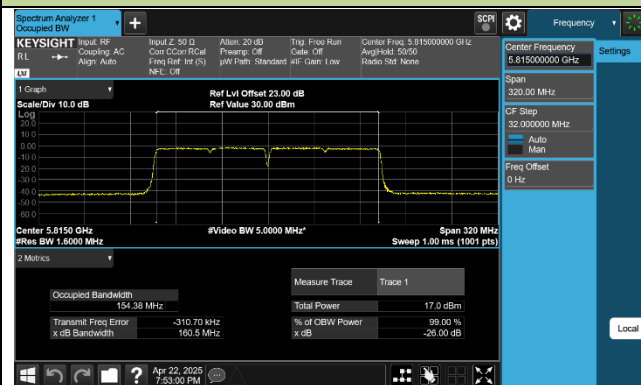 Spectrum Analyzer 1
Occupied BW
SCPI
Frequency
KEYSIGHT
RL
Input: RF
Coupling: AC
Align: Auto
Input Z: 50 Ω
Corr CCorr RCal
Freq Ref: Int (S)
NFE: Off
Atten: 20 dB
Preamp: Off
µW Path: Standard
Trig: Free Run
Gate: Off
#IF Gain: Low
Center Freq: 5.815000000 GHz
Avg|Hold: 50/50
Radio Std: None
LXI
1 Graph
Scale/Div 10.0 dB
Ref Lvl Offset 23.00 dB
Ref Value 30.00 dBm
Log
20.0
10.0
0.00
-10.0
-20.0
-30.0
-40.0
-50.0
-60.0
Center 5.8150 GHz
#Res BW 1.6000 MHz
#Video BW 5.0000 MHz*
Span 320 MHz
Sweep 1.00 ms (1001 pts)
2 Metrics
Measure Trace Trace 1
Occupied Bandwidth
154.38 MHz
Total Power 17.0 dBm
Transmit Freq Error -310.70 kHz
% of OBW Power 99.00 %
x dB Bandwidth 160.5 MHz
x dB -26.00 dB
Center Frequency
5.815000000 GHz
Settings
Span
320.00 MHz
CF Step
32.000000 MHz
Auto
Man
Freq Offset
0 Hz
Local
?
Apr 22, 2025
7:53:00 PM